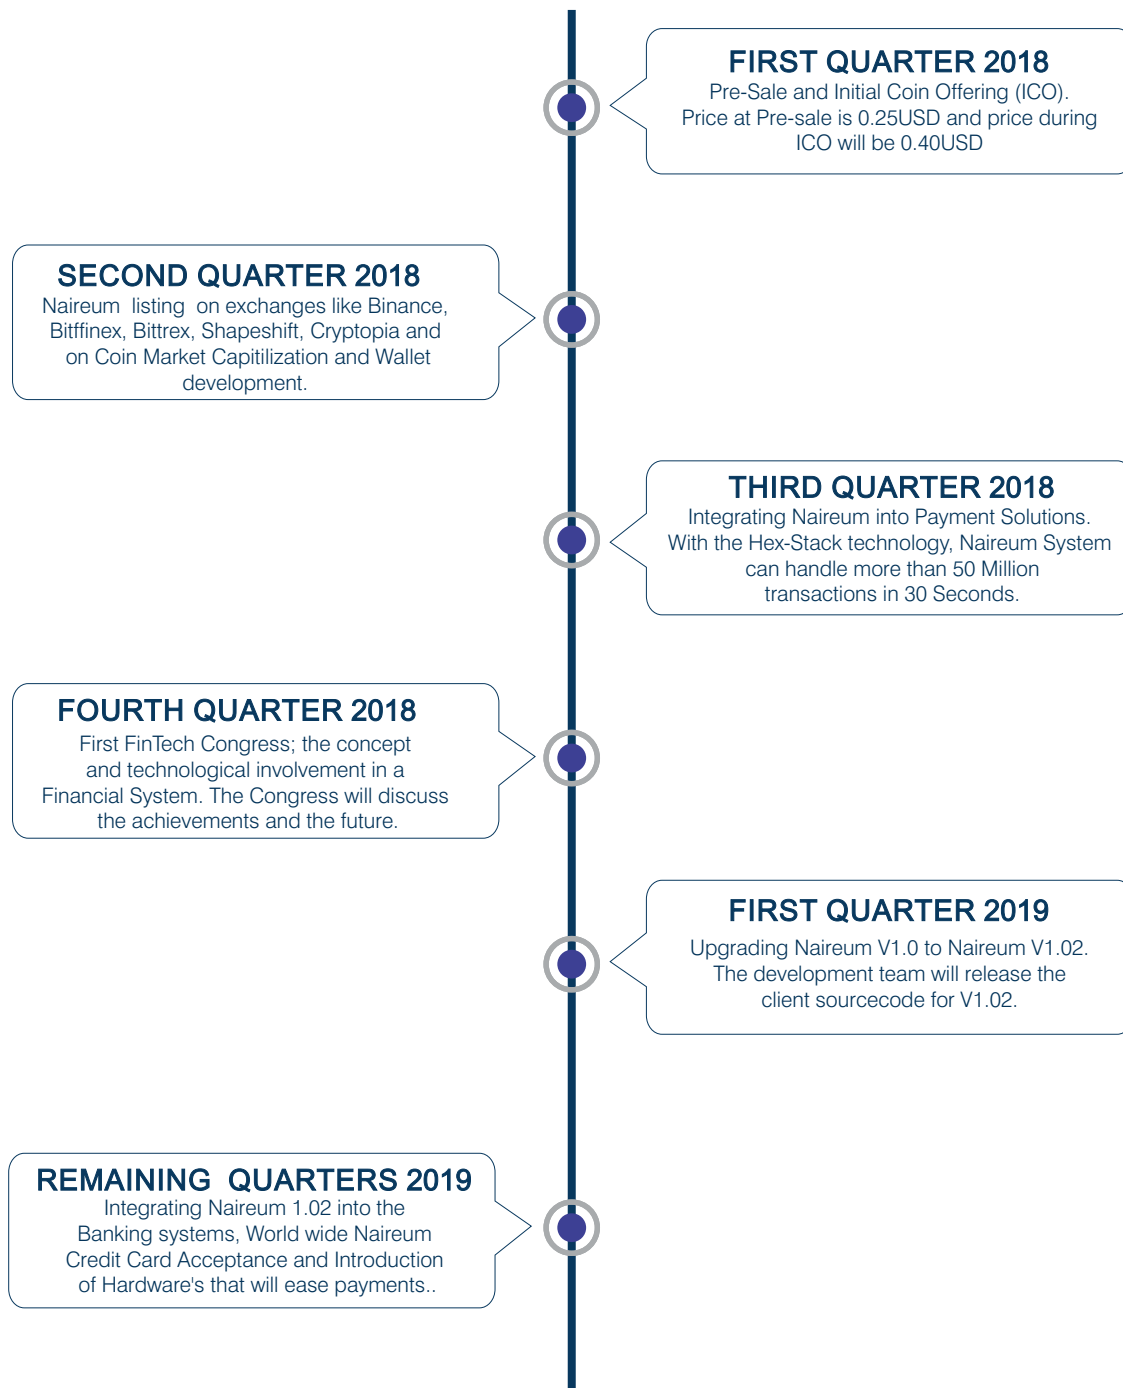 FIRST QUARTER 2018
Pre-Sale and Initial Coin Offering (ICO).
Price at Pre-sale is 0.25USD and price during
ICO will be 0.40USD
SECOND QUARTER 2018
Naireum listing on exchanges like Binance,
Bitffinex, Bittrex, Shapeshift, Cryptopia and
on Coin Market Capitilization and Wallet
development.
THIRD QUARTER 2018
Integrating Naireum into Payment Solutions.
With the Hex-Stack technology, Naireum System
can handle more than 50 Million
transactions in 30 Seconds.
FOURTH QUARTER 2018
First FinTech Congress; the concept
and technological involvement in a
Financial System. The Congress will discuss
the achievements and the future.
FIRST QUARTER 2019
Upgrading Naireum V1.0 to Naireum V1.02.
The development team will release the
client sourcecode for V1.02.
REMAINING QUARTERS 2019
Integrating Naireum 1.02 into the
Banking systems, World wide Naireum
Credit Card Acceptance and Introduction
of Hardware's that will ease payments..